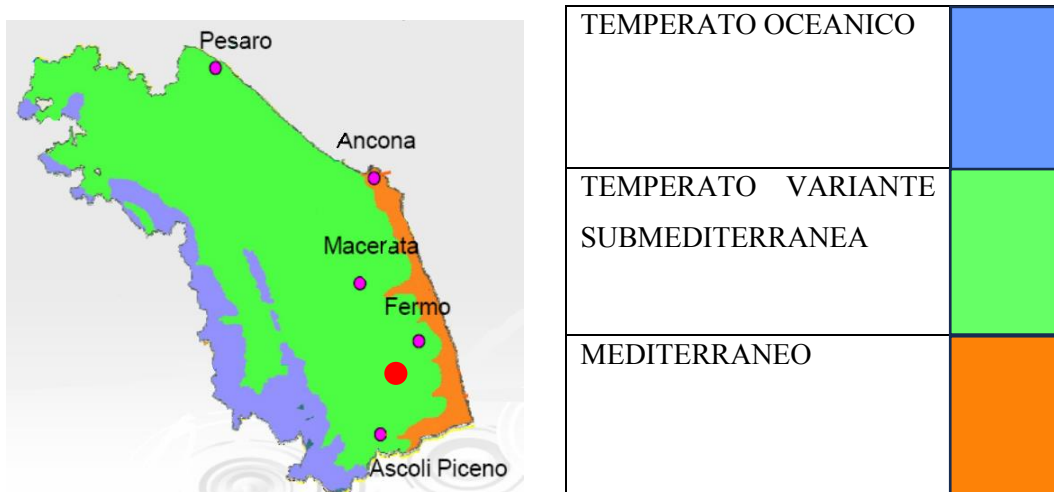 Pesaro
Ancona
Macerata
Fermo
Ascoli Piceno
TEMPERATO OCEANICO
TEMPERATO VARIANTE
SUBMEDITERRANEA
MEDITERRANEO